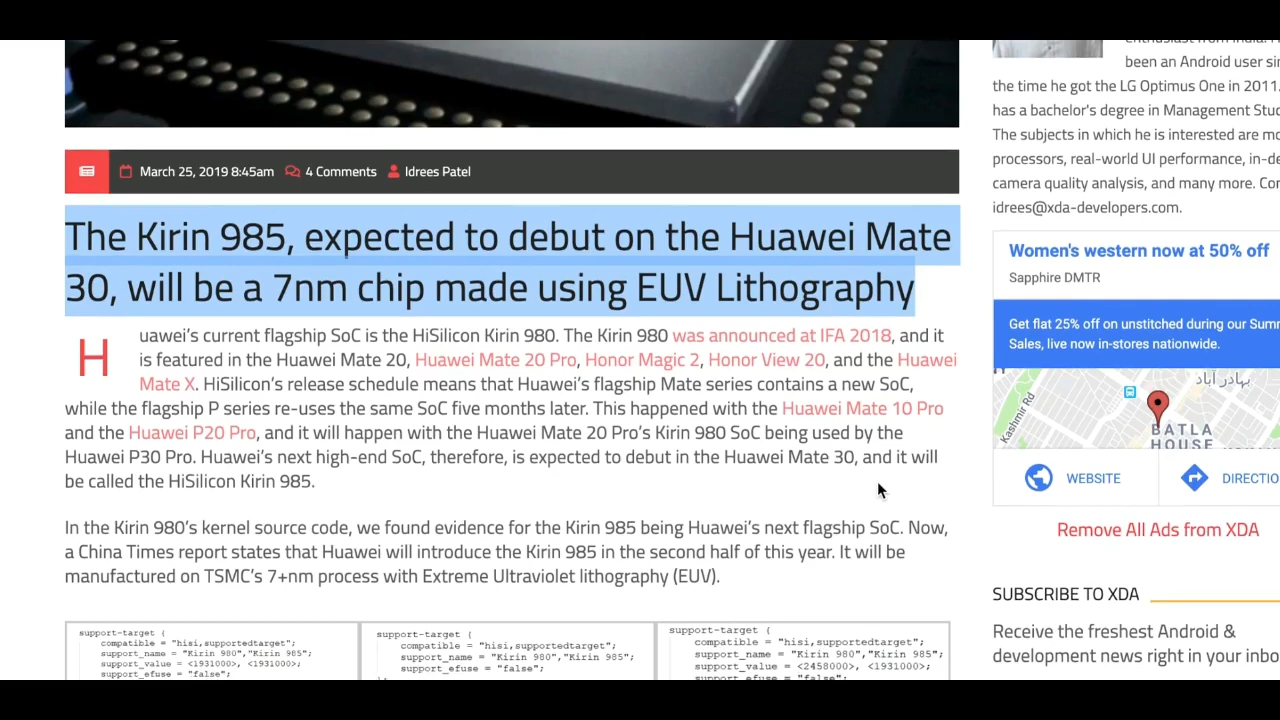 March 25, 2019 8:45am 4 Comments Idrees Patel
The Kirin 985, expected to debut on the Huawei Mate
30, will be a 7nm chip made using EUV Lithography
Huawei’s current flagship SoC is the HiSilicon Kirin 980. The Kirin 980 was announced at IFA 2018, and it
is featured in the Huawei Mate 20, Huawei Mate 20 Pro, Honor Magic 2, Honor View 20, and the Huawei
Mate X. HiSilicon’s release schedule means that Huawei’s flagship Mate series contains a new SoC,
while the flagship P series re-uses the same SoC five months later. This happened with the Huawei Mate 10 Pro
and the Huawei P20 Pro, and it will happen with the Huawei Mate 20 Pro’s Kirin 980 SoC being used by the
Huawei P30 Pro. Huawei’s next high-end SoC, therefore, is expected to debut in the Huawei Mate 30, and it will
be called the HiSilicon Kirin 985.
In the Kirin 980’s kernel source code, we found evidence for the Kirin 985 being Huawei’s next flagship SoC. Now,
a China Times report states that Huawei will introduce the Kirin 985 in the second half of this year. It will be
manufactured on TSMC’s 7+nm process with Extreme Ultraviolet lithography (EUV).
support-target {
compatible = "hisi,supportedtarget";
support_name = "Kirin 980","Kirin 985";
support_value = <1931000>, <1931000>;
support_efuse = "false";
support-target {
compatible = "hisi,supportedtarget";
support_name = "Kirin 980","Kirin 985";
support_efuse = "false";
support-target {
compatible = "hisi,supportedtarget";
support_name = "Kirin 980","Kirin 985";
support_value = <2458000>, <1931000>;
support_efuse = "false";
been an Android user si
the time he got the LG Optimus One in 2011.
has a bachelor's degree in Management Stu
The subjects in which he is interested are mo
processors, real-world UI performance, in-de
camera quality analysis, and many more. Co
idrees@xda-developers.com.
Women's western now at 50% off
Sapphire DMTR
Get flat 25% off on unstitched during our Sum
Sales, live now in-stores nationwide.
بهادر آباد
Kashmir Rd
BATLA
HOUSE
WEBSITE DIRECTIO
Remove All Ads from XDA
SUBSCRIBE TO XDA
Receive the freshest Android &
development news right in your inbo